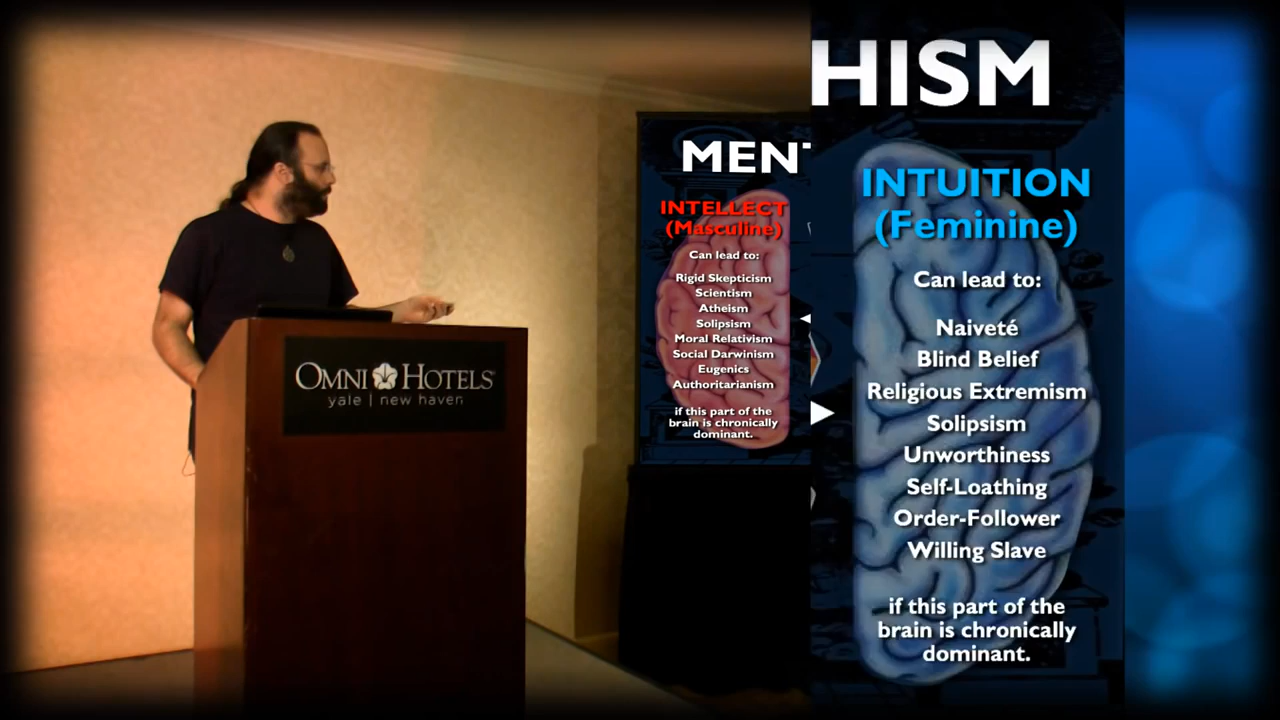 OMNI HOTELS
yale | new haven
MEN
INTELLECT
(Masculine)
Can lead to:
Rigid Skepticism
Scientism
Atheism
Solipsism
Moral Relativism
Social Darwinism
Eugenics
Authoritarianism
if this part of the
brain is chronically
dominant.
HISM
INTUITION
(Feminine)
Can lead to:
Naiveté
Blind Belief
Religious Extremism
Solipsism
Unworthiness
Self-Loathing
Order-Follower
Willing Slave
if this part of the
brain is chronically
dominant.